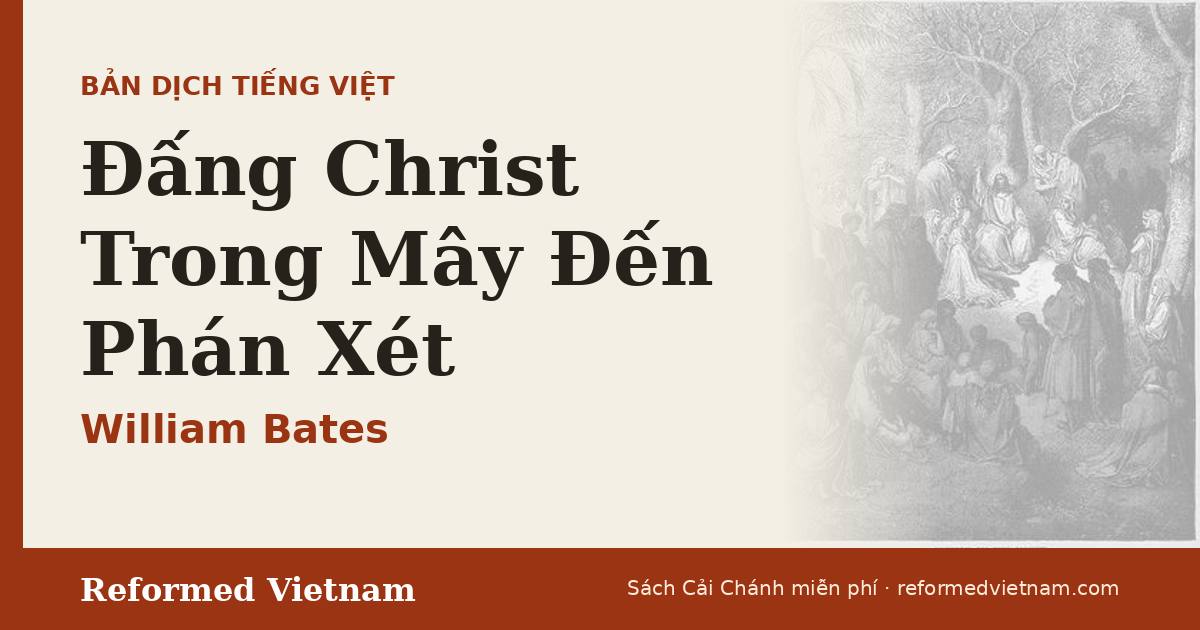 BẢN DỊCH TIẾNG VIỆT
Đấng Christ
Trong Mây Đến
Phán Xét
William Bates
Reformed Vietnam
Sách Cải Chánh miễn phí · reformedvietnam.com